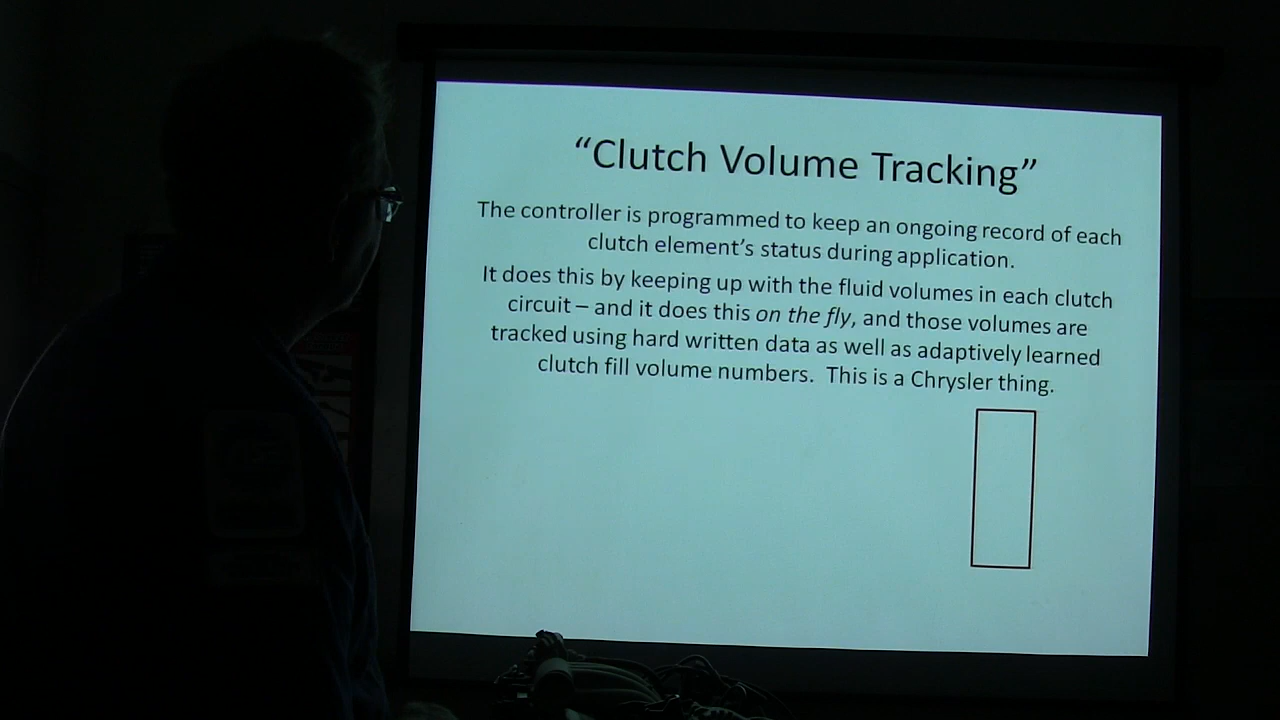 “Clutch Volume Tracking”
The controller is programmed to keep an ongoing record of each
clutch element’s status during application.
It does this by keeping up with the fluid volumes in each clutch
circuit – and it does this on the fly, and those volumes are
tracked using hard written data as well as adaptively learned
clutch fill volume numbers.  This is a Chrysler thing.